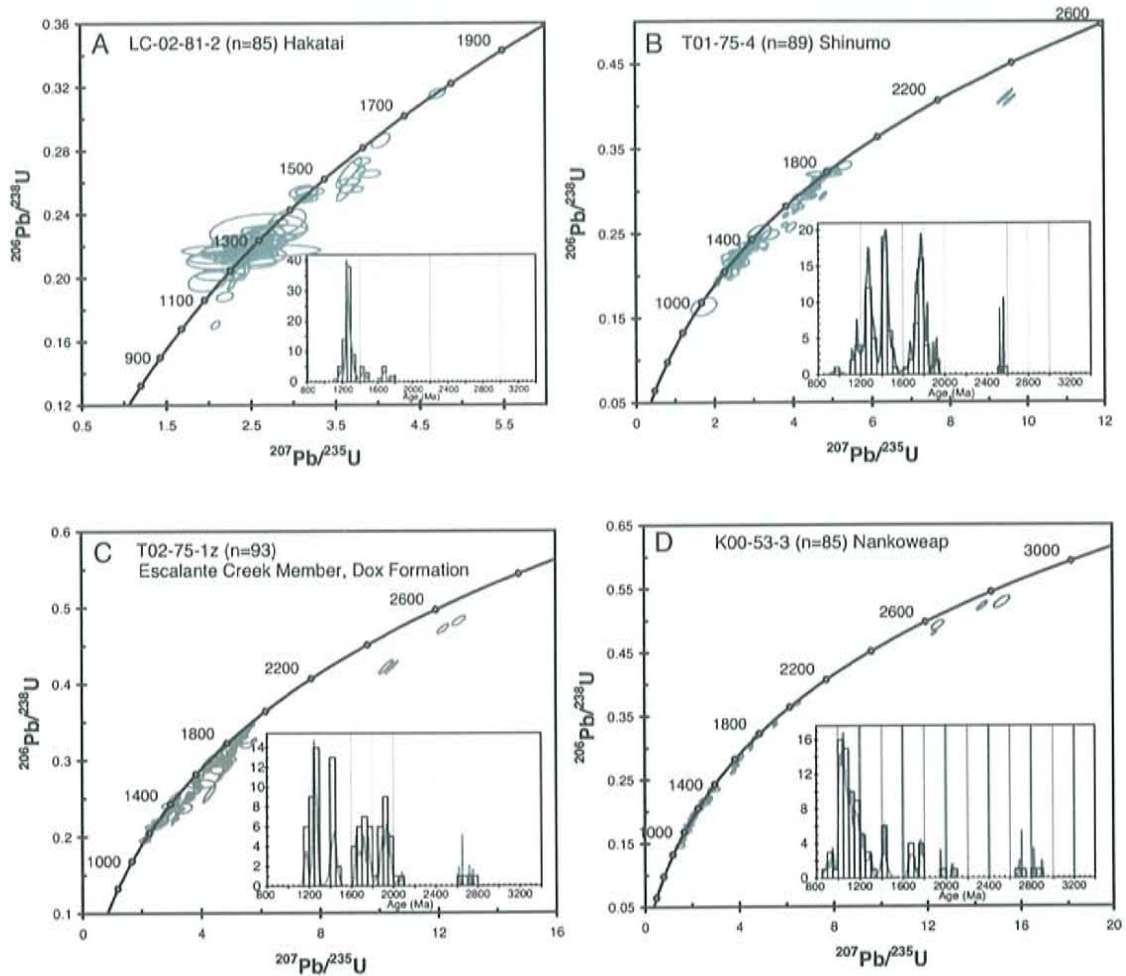 A LC-02-81-2 (n=85) Hakatai
0.36
0.32
0.28
0.24
0.20
0.16
0.12
206Pb/238U
900
1100
1300
1500
1700
1900
40
30
20
10
0
800 1200 1600 2000 2400 2800 3200
Age (Ma)
0.5 1.5 2.5 3.5 4.5 5.5
207Pb/235U
B T01-75-4 (n=89) Shinumo
0.45
0.35
0.25
0.15
0.05
206Pb/238U
1000
1400
1800
2200
2600
20
15
10
5
0
800 1200 1600 2000 2400 2800 3200
Age (Ma)
0 2 4 6 8 10 12
207Pb/235U
C T02-75-1z (n=93)
Escalante Creek Member, Dox Formation
0.6
0.5
0.4
0.3
0.2
0.1
206Pb/238U
1000
1400
1800
2200
2600
14
12
10
8
6
4
2
0
800 1200 1600 2000 2400 2800 3200
Age (Ma)
0 4 8 12 16
207Pb/235U
D K00-53-3 (n=85) Nankoweap
0.65
0.55
0.45
0.35
0.25
0.15
0.05
206Pb/238U
1000
1400
1800
2200
2600
3000
16
12
8
4
0
800 1200 1600 2000 2400 2800 3200
Age (Ma)
0 4 8 12 16 20
207Pb/235U